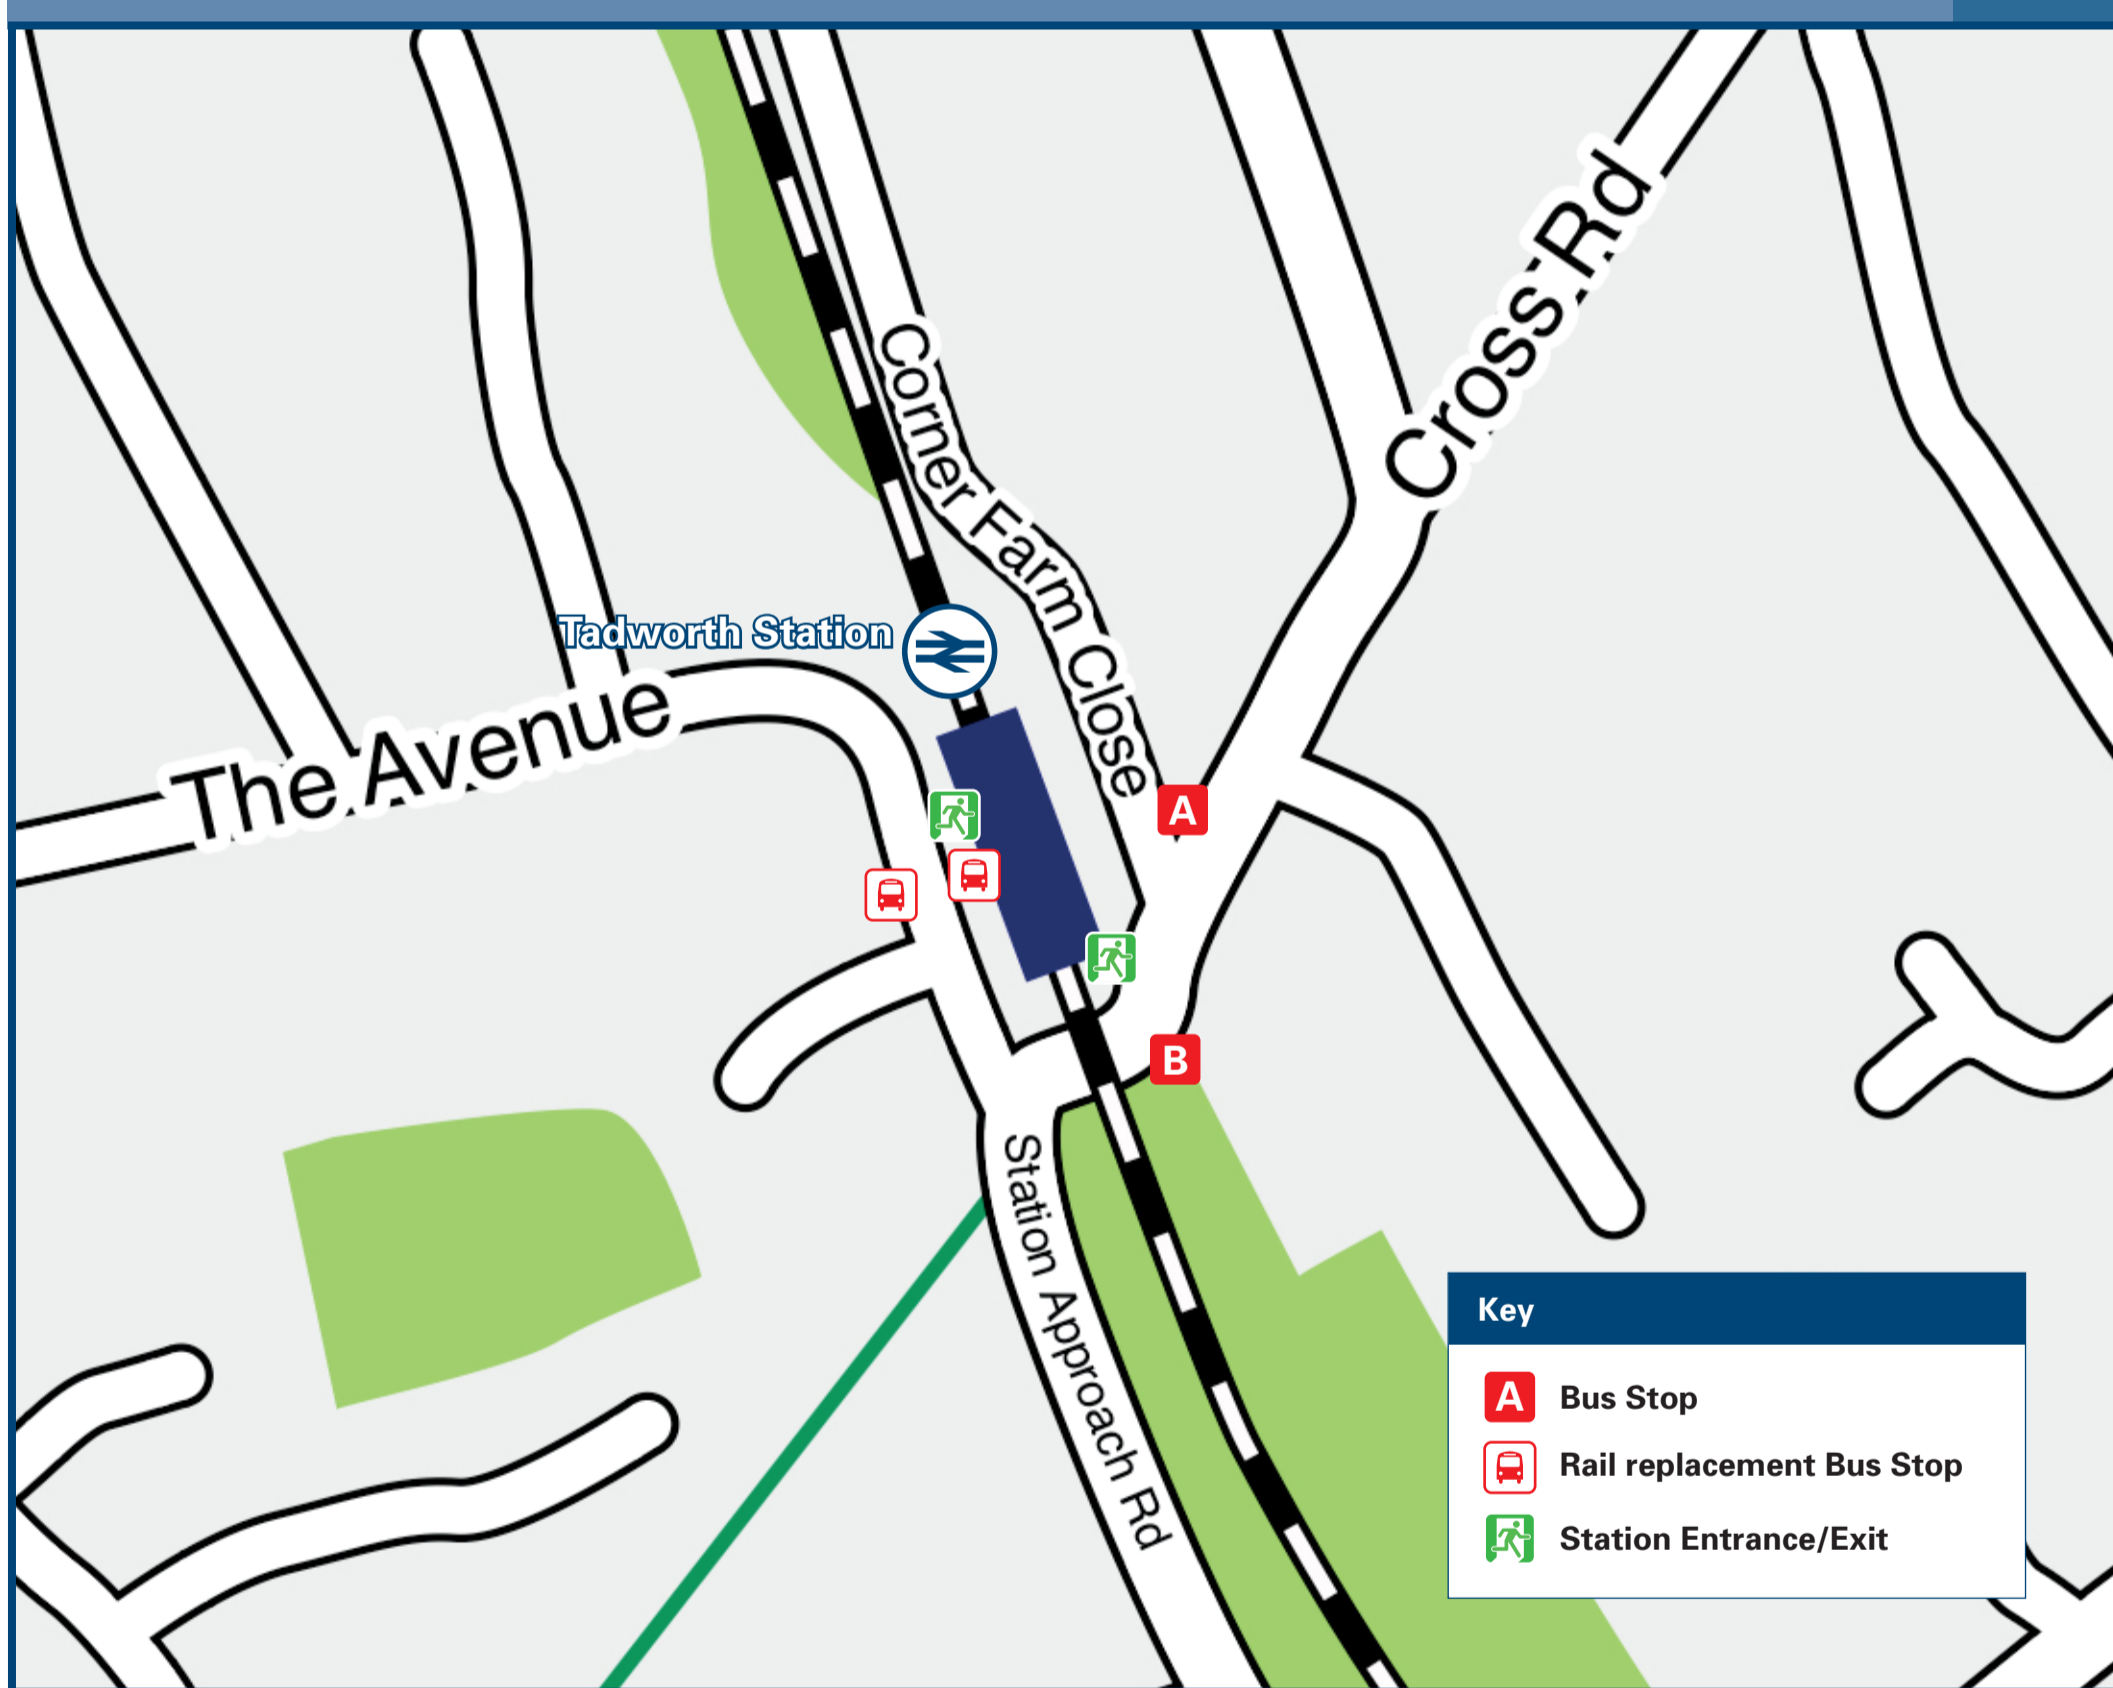 Cross Rd
Corner Farm Close
Tadworth Station
The Avenue
A
B
Station Approach Rd
Key
A Bus Stop
Rail replacement Bus Stop
Station Entrance/Exit